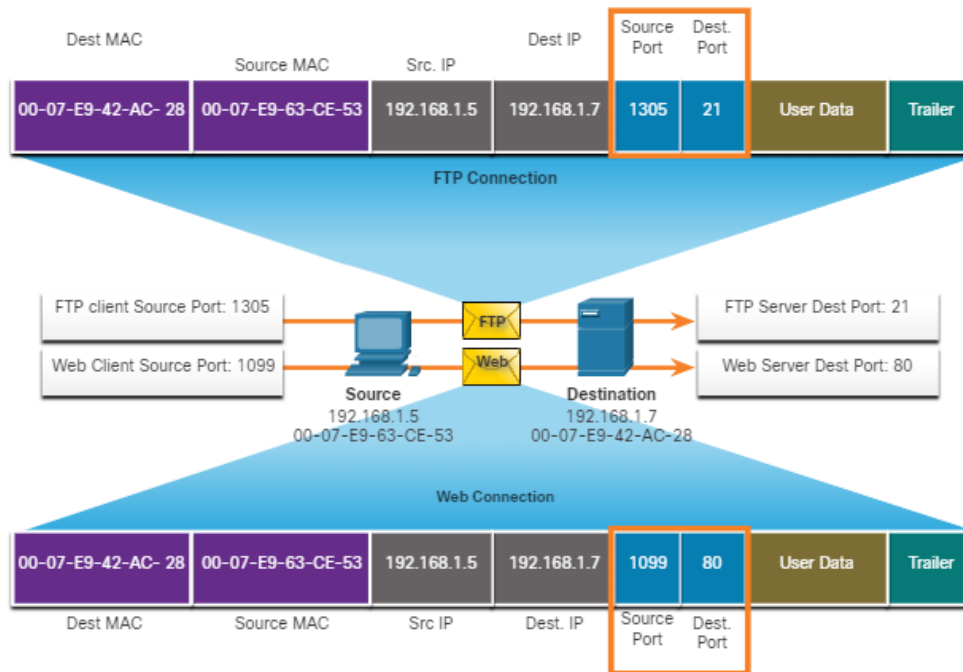 Dest MAC
Source MAC
Src. IP
Dest IP
Source
Port
Dest.
Port
00-07-E9-42-AC- 28
00-07-E9-63-CE-53
192.168.1.5
192.168.1.7
1305
21
User Data
Trailer
FTP Connection
FTP client Source Port: 1305
FTP
FTP Server Dest Port: 21
Web Client Source Port: 1099
Web
Web Server Dest Port: 80
Source
192.168.1.5
00-07-E9-63-CE-53
Destination
192.168.1.7
00-07-E9-42-AC-28
Web Connection
00-07-E9-42-AC- 28
00-07-E9-63-CE-53
192.168.1.5
192.168.1.7
1099
80
User Data
Trailer
Dest MAC
Source MAC
Src IP
Dest. IP
Source
Port
Dest.
Port